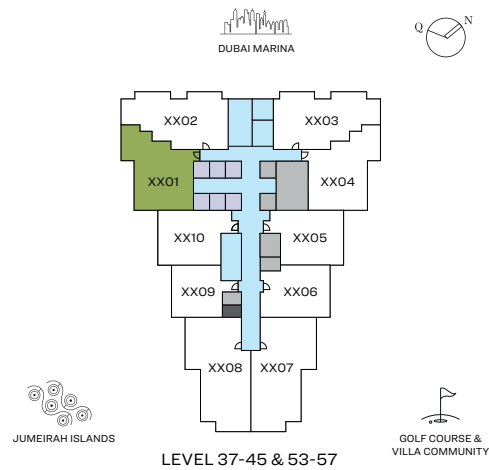 DUBAI MARINA
Q N
XX02 XX03
XX01 XX04
XX10 XX05
XX09 XX06
XX08 XX07
JUMEIRAH ISLANDS
GOLF COURSE &
VILLA COMMUNITY
LEVEL 37-45 & 53-57